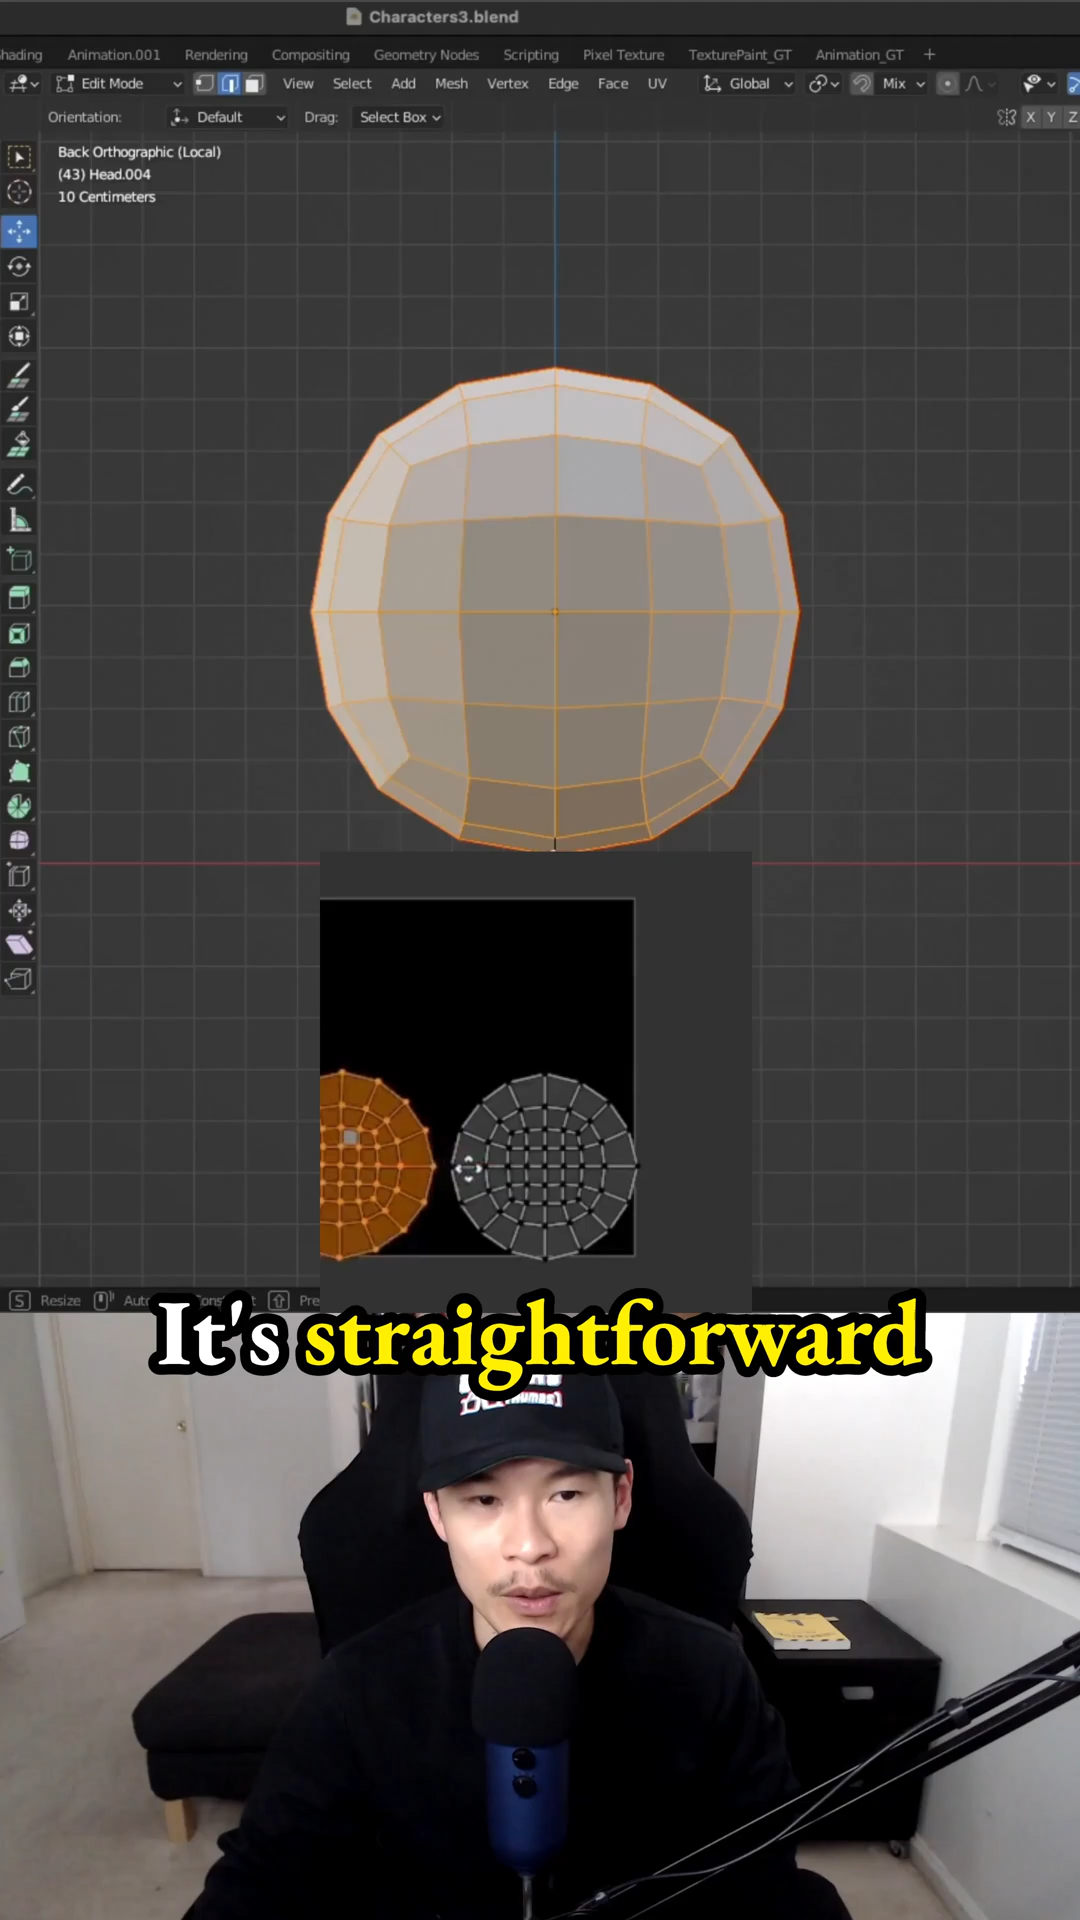 Characters3.blend
hading Animation.001 Rendering Compositing Geometry Nodes Scripting Pixel Texture TexturePaint_GT Animation_GT +
Edit Mode View Select Add Mesh Vertex Edge Face UV Global Mix
Orientation: Default Drag: Select Box X Y Z
Back Orthographic (Local)
(43) Head.004
10 Centimeters
S Resize
It's straightforward